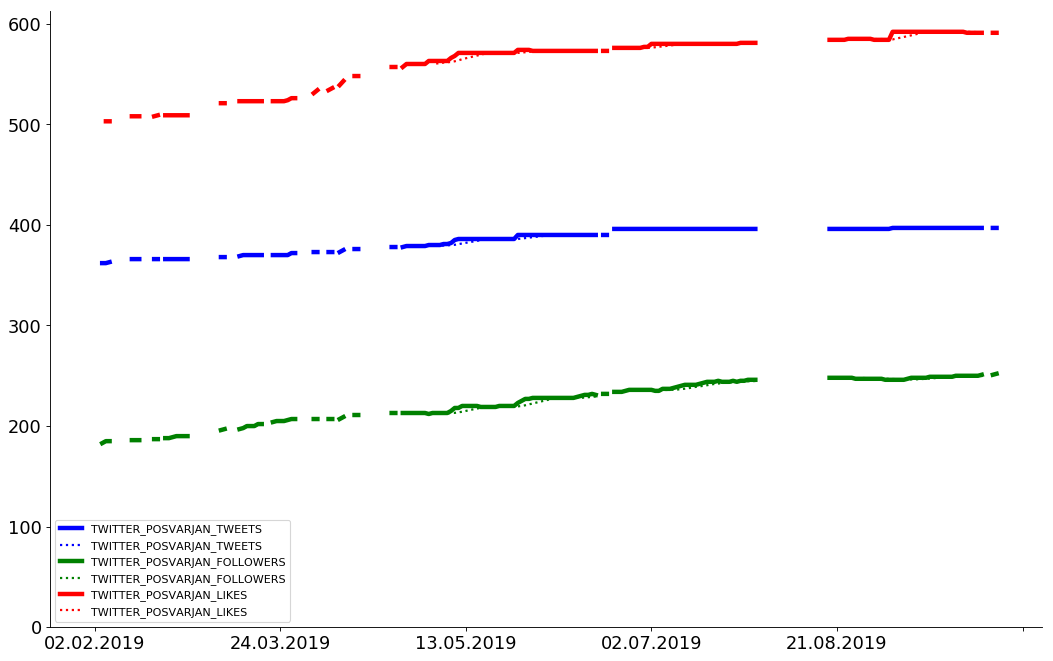 600
500
400
300
200
100
0
TWITTER_POSVARJAN_TWEETS
TWITTER_POSVARJAN_TWEETS
TWITTER_POSVARJAN_FOLLOWERS
TWITTER_POSVARJAN_FOLLOWERS
TWITTER_POSVARJAN_LIKES
TWITTER_POSVARJAN_LIKES
02.02.2019 24.03.2019 13.05.2019 02.07.2019 21.08.2019